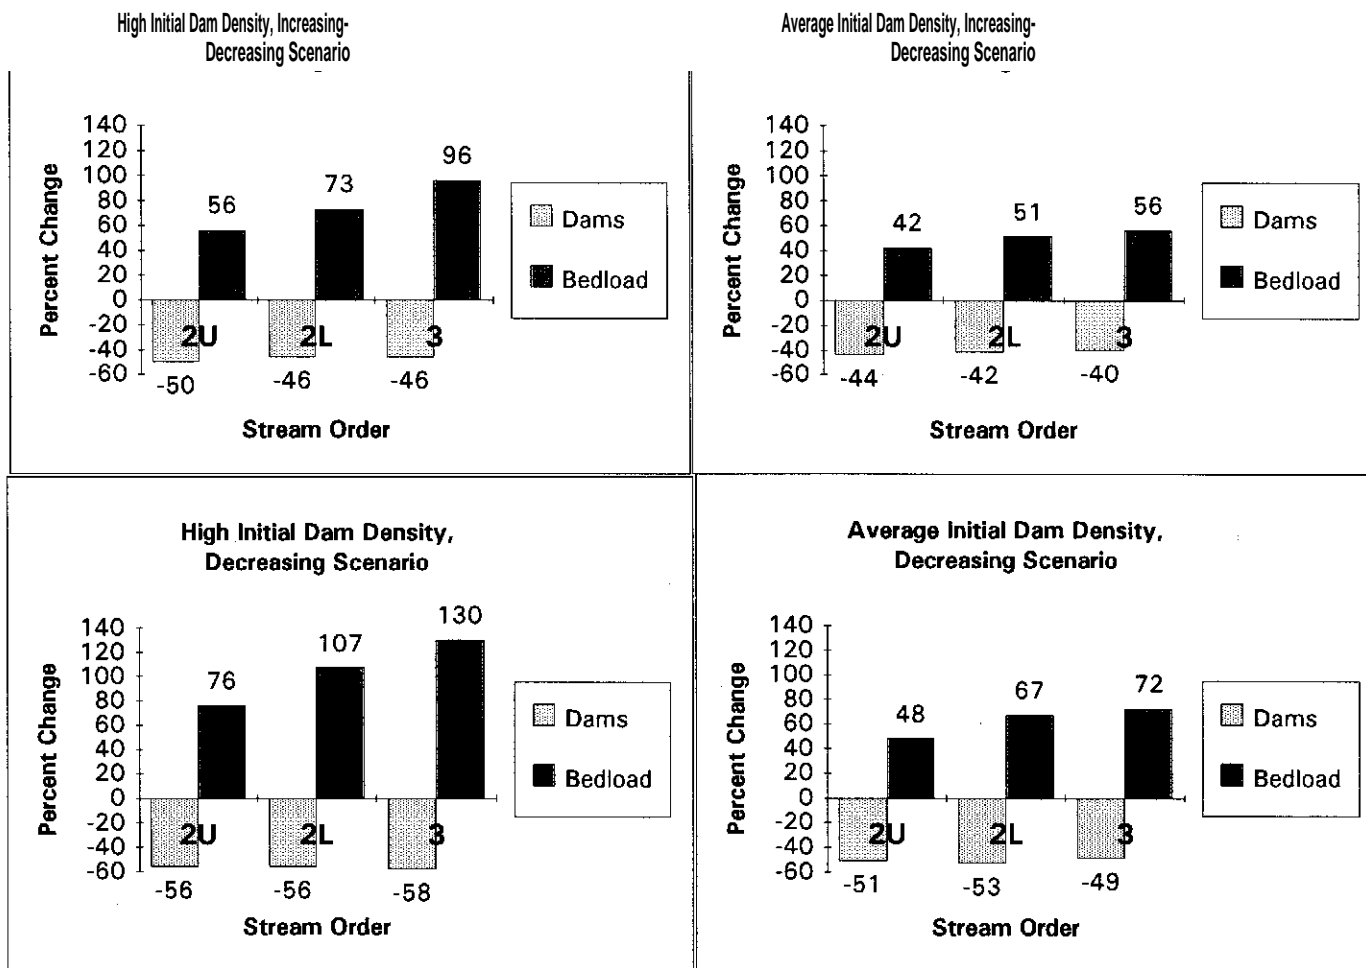 High Initial Dam Density, Increasing-
Decreasing Scenario
140
120
100
80
60
40
20
0
-20
-40
-60
Percent Change
56
73
96
2U
2L
3
-50
-46
-46
Stream Order
Dams
Bedload
Average Initial Dam Density, Increasing-
Decreasing Scenario
140
120
100
80
60
40
20
0
-20
-40
-60
Percent Change
42
51
56
2U
2L
3
-44
-42
-40
Stream Order
Dams
Bedload
High Initial Dam Density,
Decreasing Scenario
140
120
100
80
60
40
20
0
-20
-40
-60
Percent Change
76
107
130
2U
2L
3
-56
-56
-58
Stream Order
Dams
Bedload
Average Initial Dam Density,
Decreasing Scenario
140
120
100
80
60
40
20
0
-20
-40
-60
Percent Change
48
67
72
2U
2L
3
-51
-53
-49
Stream Order
Dams
Bedload